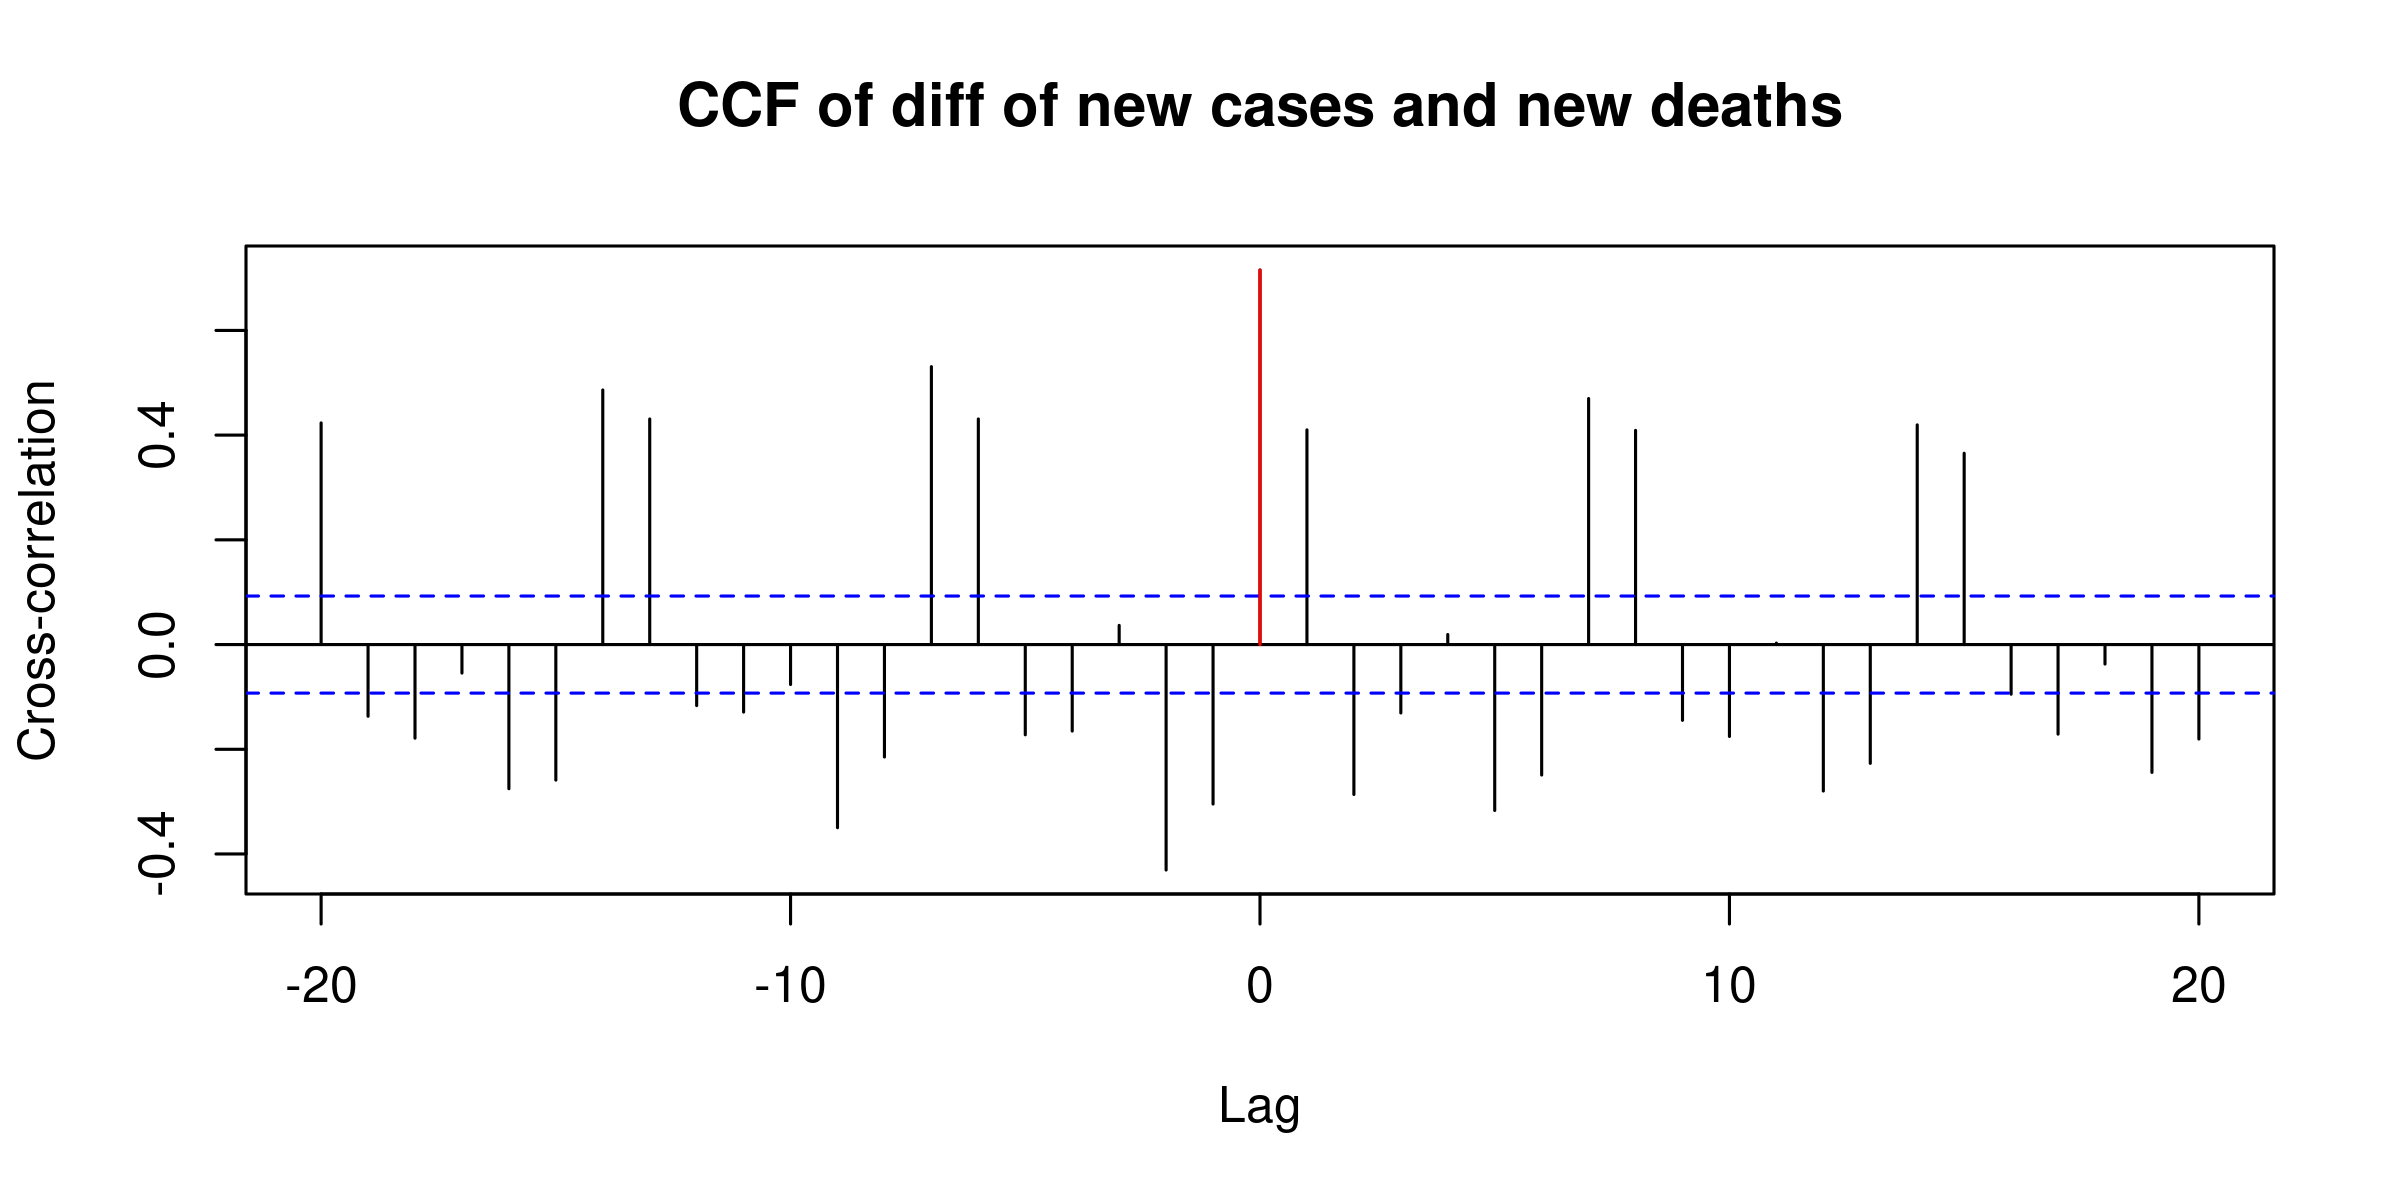 CCF of diff of new cases and new deaths
Cross-correlation
0.4
0.0
-0.4
-20
-10
0
10
20
Lag